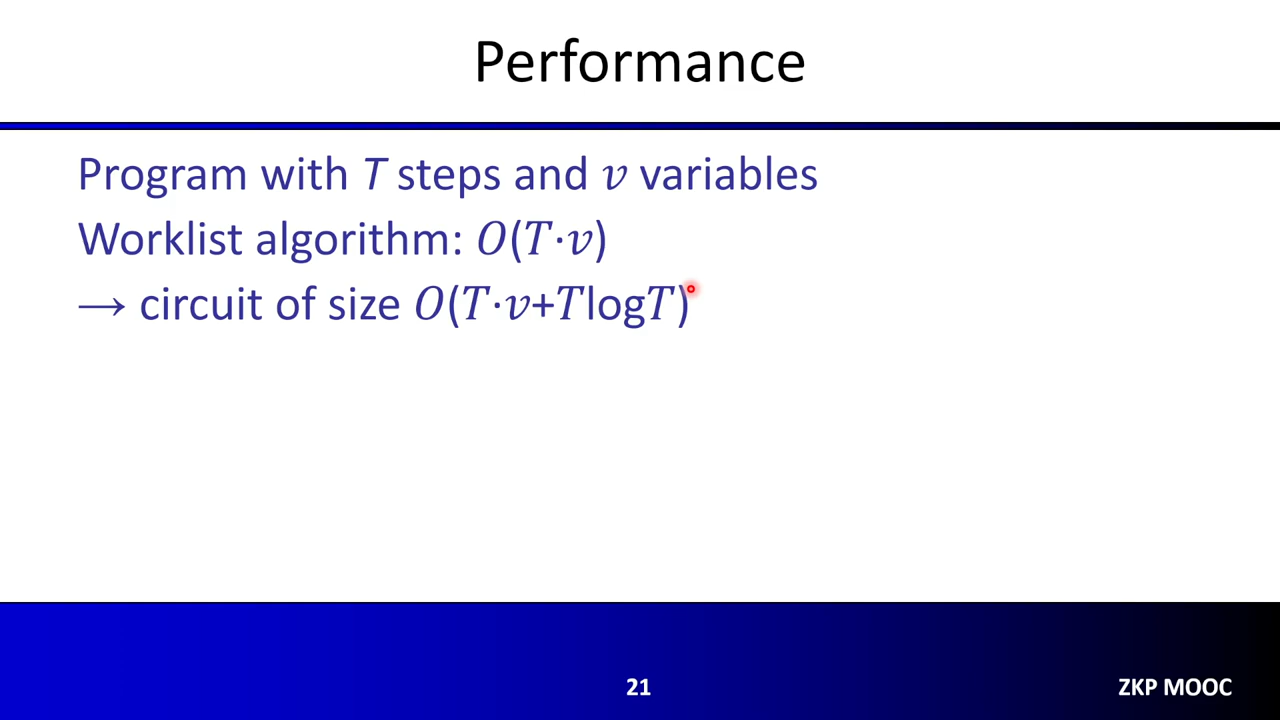 Performance
Program with T steps and v variables
Worklist algorithm: O(T·v)
→ circuit of size O(T·v+TlogT)
21
ZKP MOOC